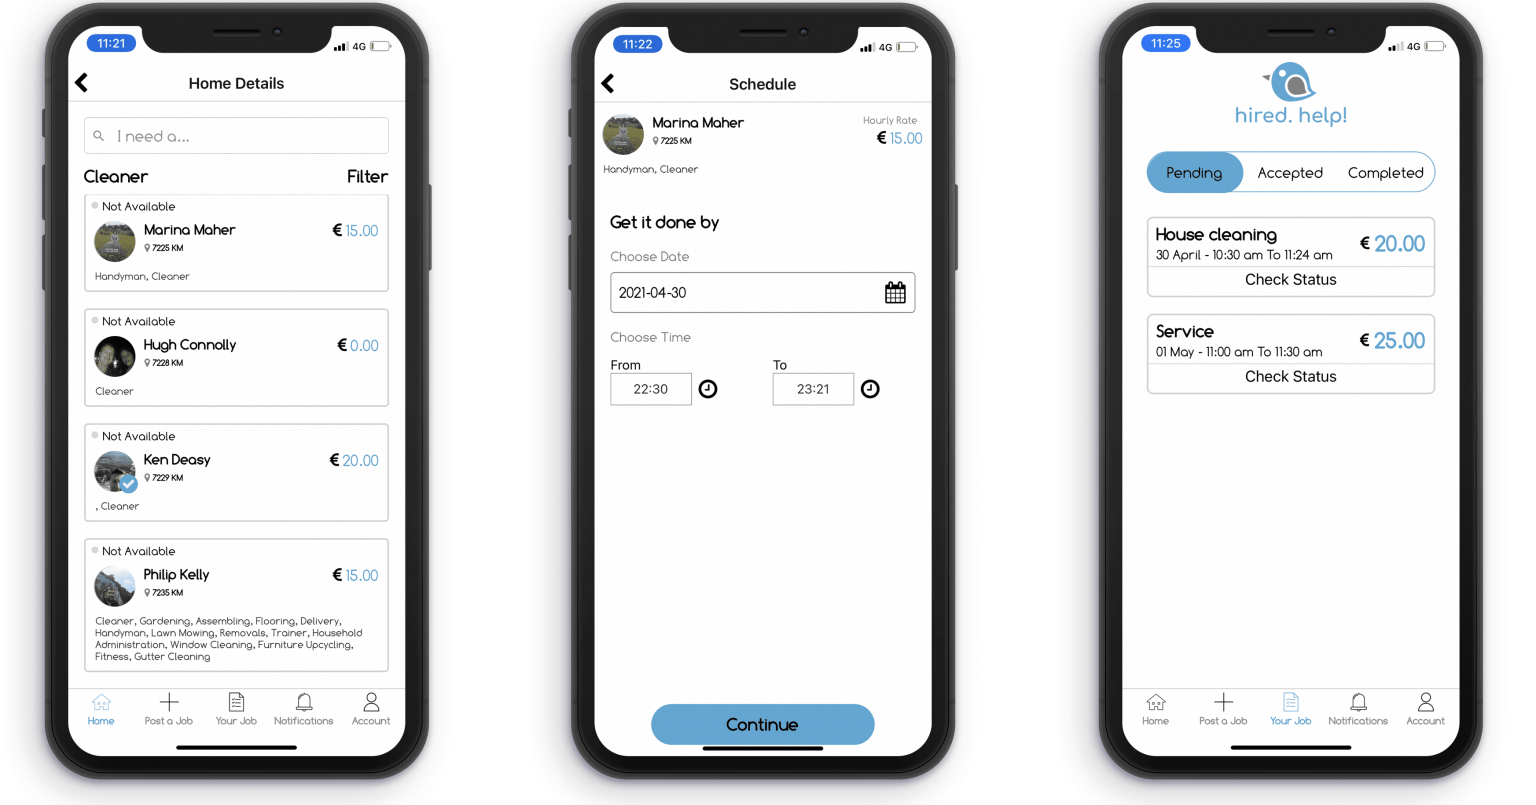 11:21
4G
Home Details
I need a...
Cleaner Filter
Not Available
Marina Maher € 15.00
7225 KM
Handyman, Cleaner
Not Available
Hugh Connolly € 0.00
7228 KM
Cleaner
Not Available
Ken Deasy € 20.00
7229 KM
, Cleaner
Not Available
Philip Kelly € 15.00
7235 KM
Cleaner, Gardening, Assembling, Flooring, Delivery,
Handyman, Lawn Mowing, Removals, Trainer, Household
Administration, Window Cleaning, Furniture Upcycling,
Fitness, Gutter Cleaning
Home Post a Job Your Job Notifications Account
11:22
4G
Schedule
Marina Maher Hourly Rate
7225 KM € 15.00
Handyman, Cleaner
Get it done by
Choose Date
2021-04-30
Choose Time
From To
22:30 23:21
Continue
11:25
4G
hired. help!
Pending Accepted Completed
House cleaning € 20.00
30 April - 10:30 am To 11:24 am
Check Status
Service € 25.00
01 May - 11:00 am To 11:30 am
Check Status
Home Post a Job Your Job Notifications Account